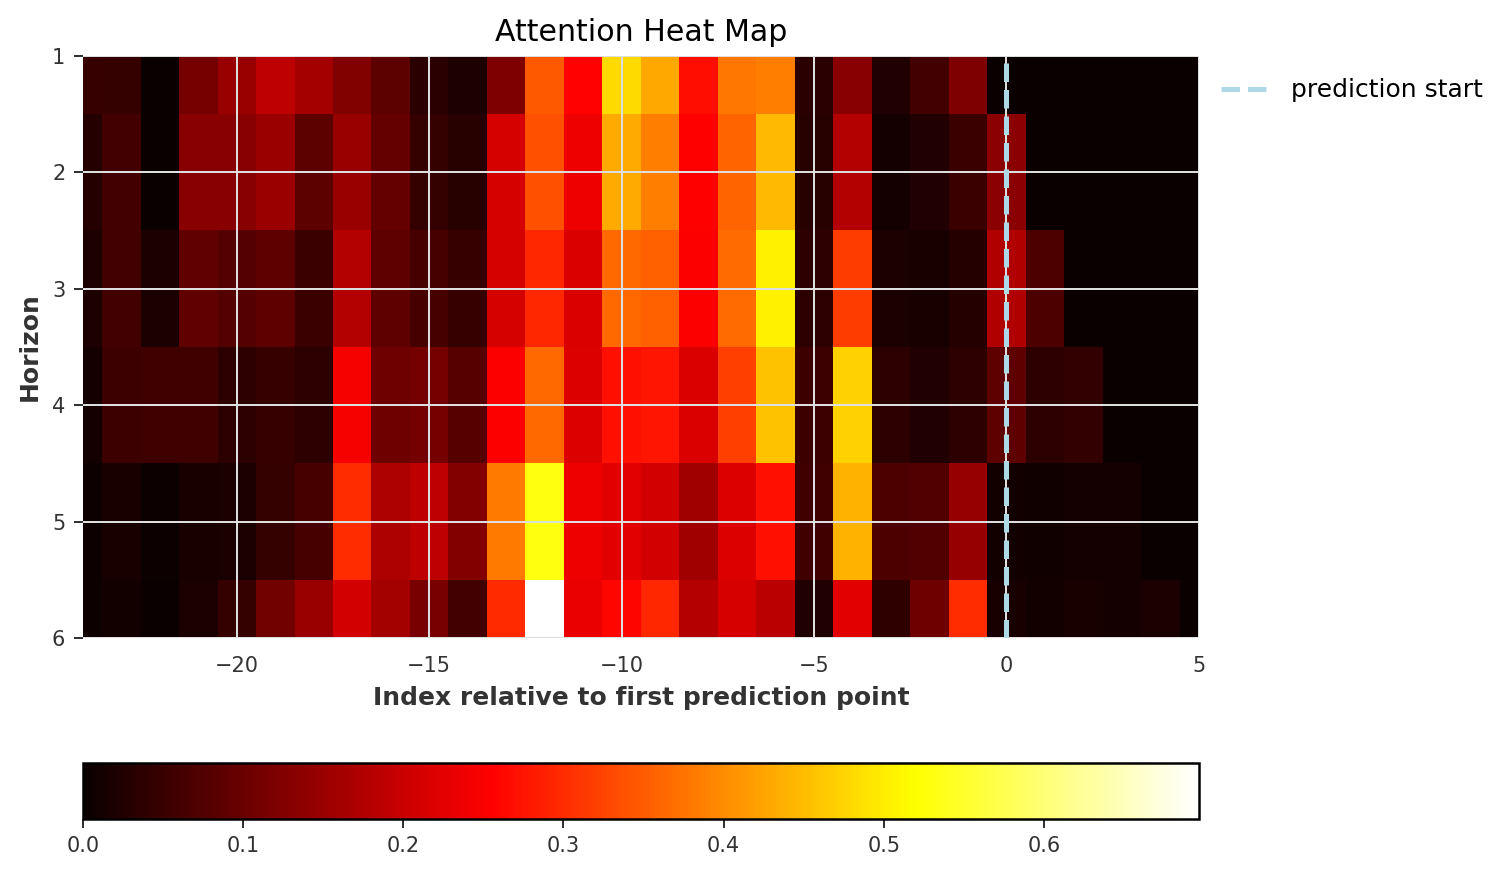 Attention Heat Map
prediction start
Horizon
1
2
3
4
5
6
−20 −15 −10 −5 0 5
Index relative to first prediction point
0.0 0.1 0.2 0.3 0.4 0.5 0.6